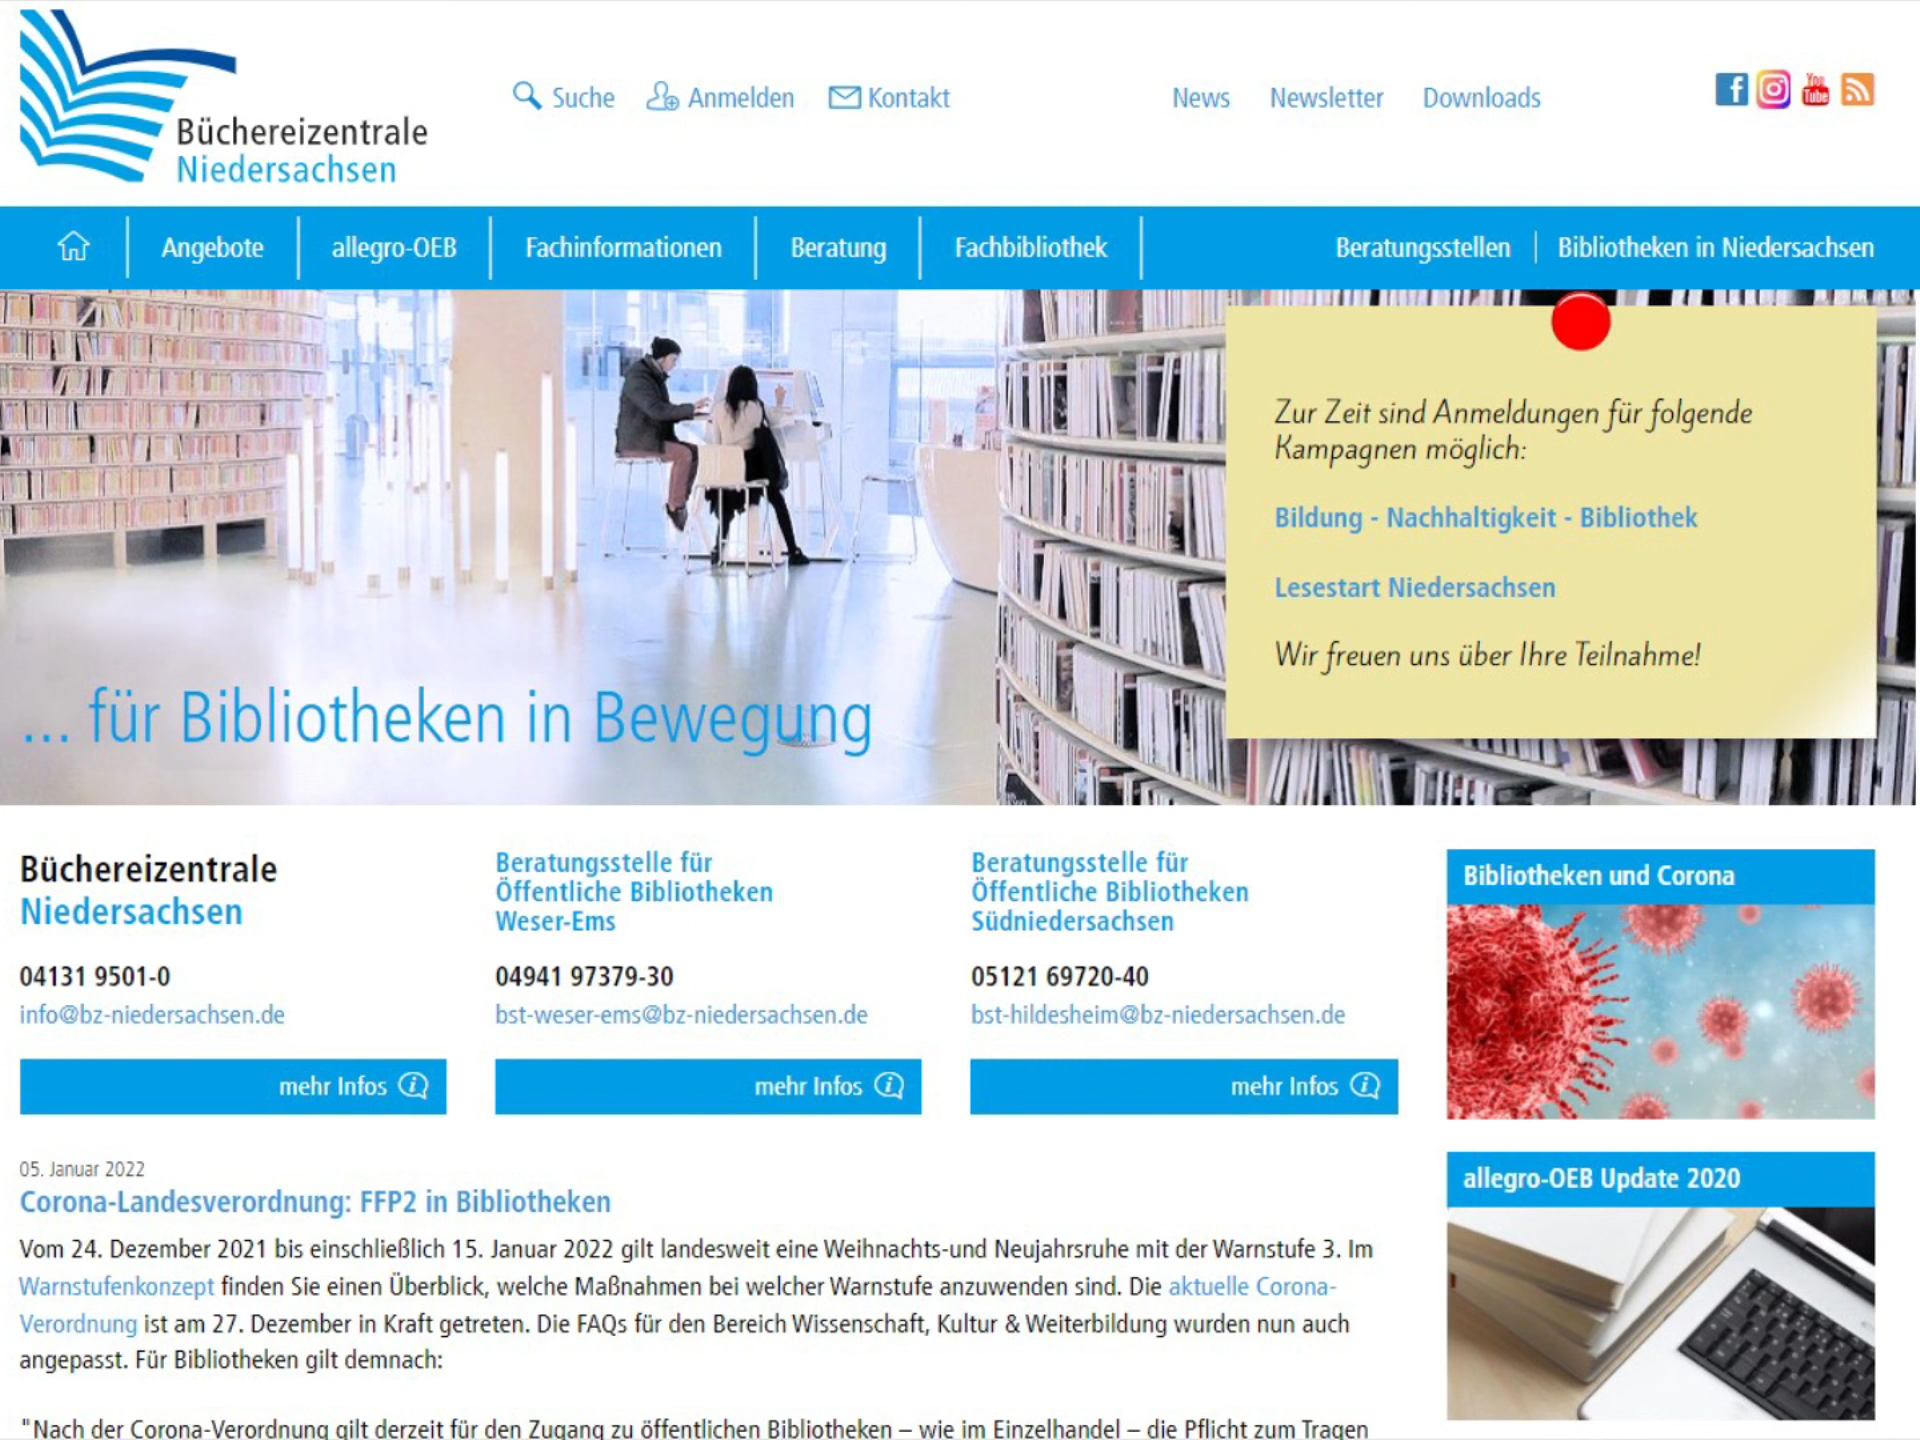 Büchereizentrale
Niedersachsen
Suche
Anmelden
Kontakt
News
Newsletter
Downloads
f
You
Tube
Angebote
allegro-OEB
Fachinformationen
Beratung
Fachbibliothek
Beratungsstellen
Bibliotheken in Niedersachsen
Zur Zeit sind Anmeldungen für folgende
Kampagnen möglich:
Bildung - Nachhaltigkeit - Bibliothek
Lesestart Niedersachsen
Wir freuen uns über Ihre Teilnahme!
... für Bibliotheken in Bewegung
Büchereizentrale
Niedersachsen
04131 9501-0
info@bz-niedersachsen.de
mehr Infos
Beratungsstelle für
Öffentliche Bibliotheken
Weser-Ems
04941 97379-30
bst-weser-ems@bz-niedersachsen.de
mehr Infos
Beratungsstelle für
Öffentliche Bibliotheken
Südniedersachsen
05121 69720-40
bst-hildesheim@bz-niedersachsen.de
mehr Infos
Bibliotheken und Corona
allegro-OEB Update 2020
05. Januar 2022
Corona-Landesverordnung: FFP2 in Bibliotheken
Vom 24. Dezember 2021 bis einschließlich 15. Januar 2022 gilt landesweit eine Weihnachts-und Neujahrsruhe mit der Warnstufe 3. Im
Warnstufenkonzept finden Sie einen Überblick, welche Maßnahmen bei welcher Warnstufe anzuwenden sind. Die aktuelle Corona-
Verordnung ist am 27. Dezember in Kraft getreten. Die FAQs für den Bereich Wissenschaft, Kultur & Weiterbildung wurden nun auch
angepasst. Für Bibliotheken gilt demnach:
"Nach der Corona-Verordnung gilt derzeit für den Zugang zu öffentlichen Bibliotheken – wie im Einzelhandel – die Pflicht zum Tragen